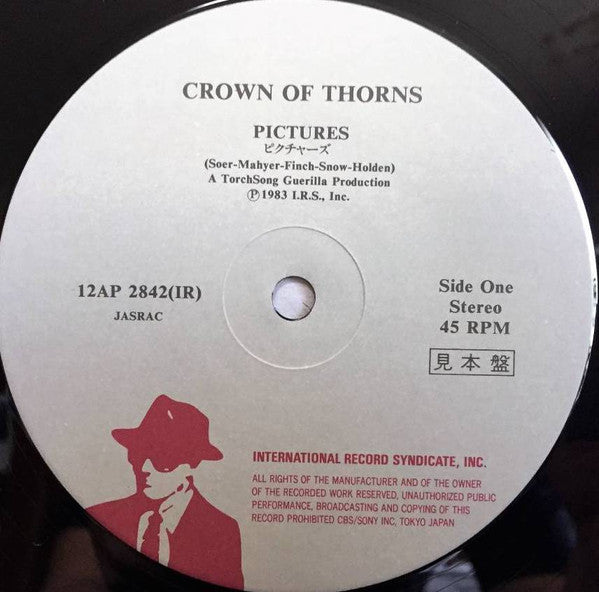 CROWN OF THORNS
PICTURES
ピクチャーズ
(Soer-Mahyer-Finch-Snow-Holden)
A TorchSong Guerilla Production
Ⓟ1983 I.R.S., Inc.
12AP 2842(IR)
JASRAC
Side One
Stereo
45 RPM
見本盤
INTERNATIONAL RECORD SYNDICATE, INC.
ALL RIGHTS OF THE MANUFACTURER AND OF THE OWNER
OF THE RECORDED WORK RESERVED, UNAUTHORIZED PUBLIC
PERFORMANCE, BROADCASTING AND COPYING OF THIS
RECORD PROHIBITED CBS/SONY INC, TOKYO JAPAN